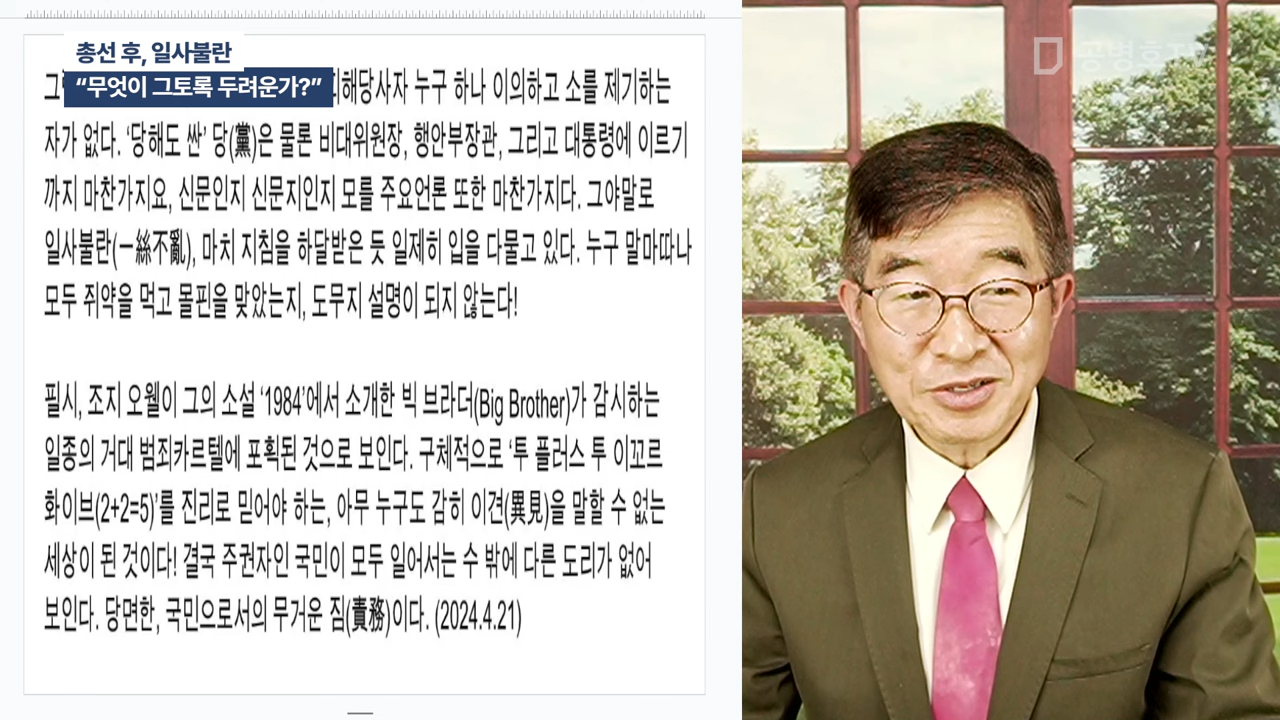 총선 후, 일사불란
“무엇이 그토록 두려운가?”
피해당사자 누구 하나 이의하고 소를 제기하는
자가 없다. ‘당해도 싼’ 당(黨)은 물론 비대위원장, 행안부장관, 그리고 대통령에 이르기
까지 마찬가지요, 신문인지 신문지인지 모를 주요언론 또한 마찬가지다. 그야말로
일사불란(一絲不亂), 마치 지침을 하달받은 듯 일제히 입을 다물고 있다. 누구 말마따나
모두 쥐약을 먹고 몰핀을 맞았는지, 도무지 설명이 되지 않는다!
필시, 조지 오웰이 그의 소설 ‘1984’에서 소개한 빅 브라더(Big Brother)가 감시하는
일종의 거대 범죄카르텔에 포획된 것으로 보인다. 구체적으로 ‘투 플러스 투 이꼬르
화이브(2+2=5)’를 진리로 믿어야 하는, 아무 누구도 감히 이견(異見)을 말할 수 없는
세상이 된 것이다! 결국 주권자인 국민이 모두 일어서는 수 밖에 다른 도리가 없어
보인다. 당면한, 국민으로서의 무거운 짐(責務)이다. (2024.4.21)
공병호TV